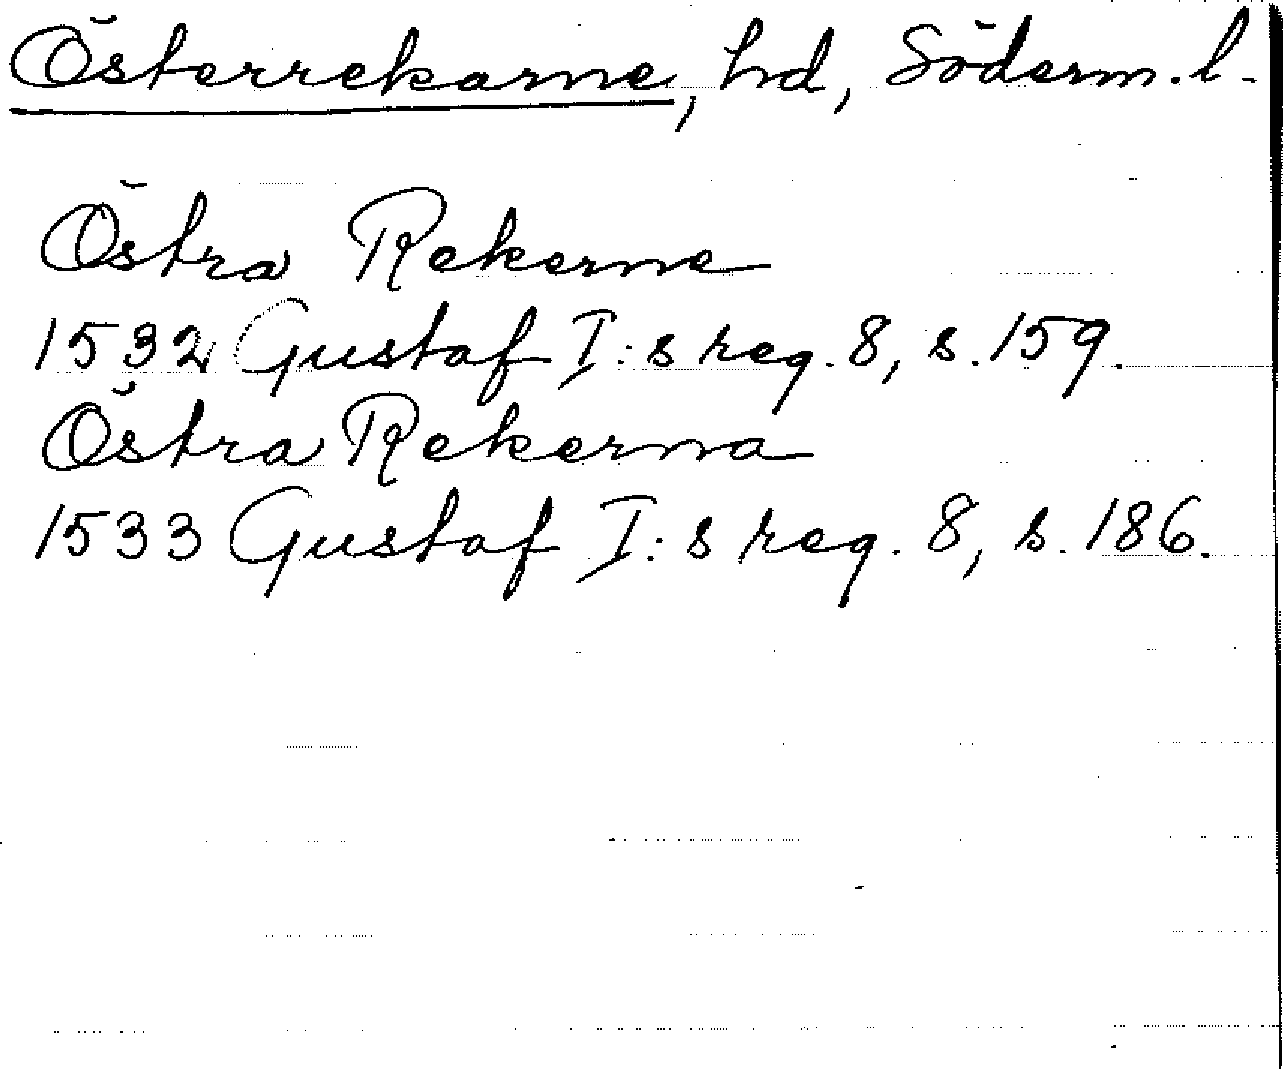 Österrekarne, hd, Söderm. l.
Östra Rekerne
1532 Gustaf I:s reg. 8, s. 159.
Östra Rekerna
1533 Gustaf I:s reg. 8, s. 186.